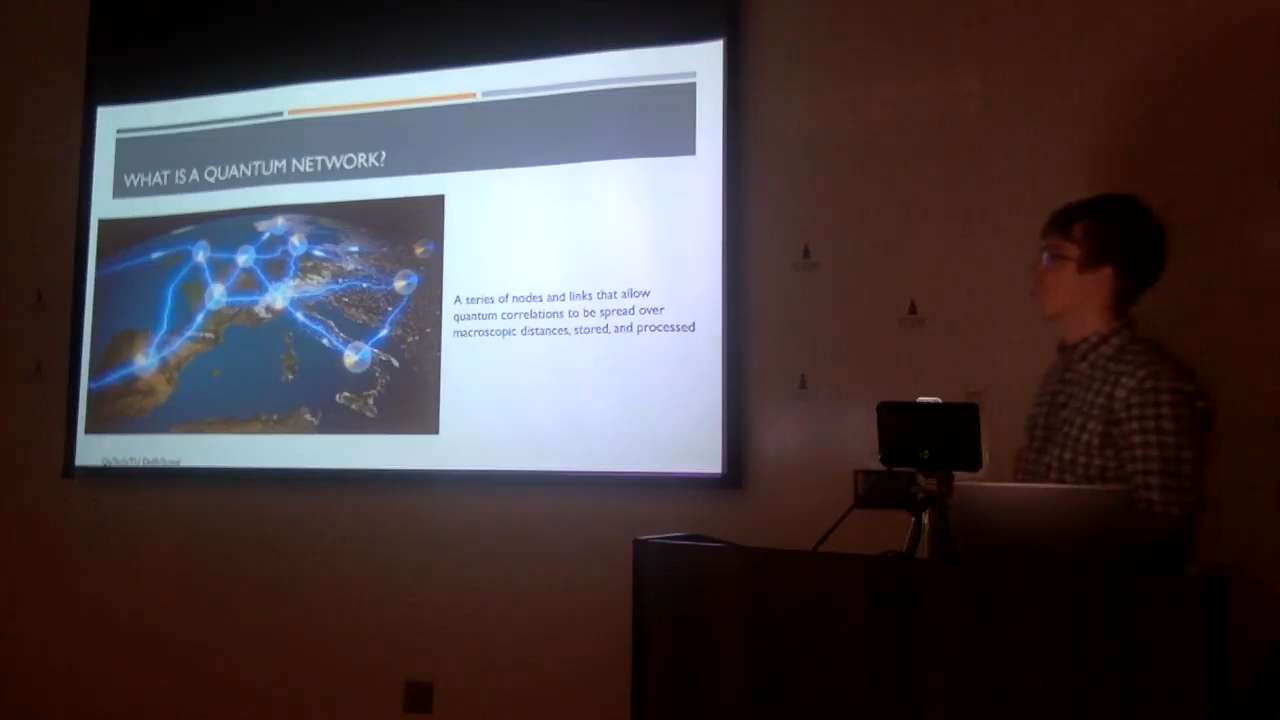 WHAT IS A QUANTUM NETWORK?
A series of nodes and links that allow
quantum correlations to be spread over
macroscopic distances, stored, and processed